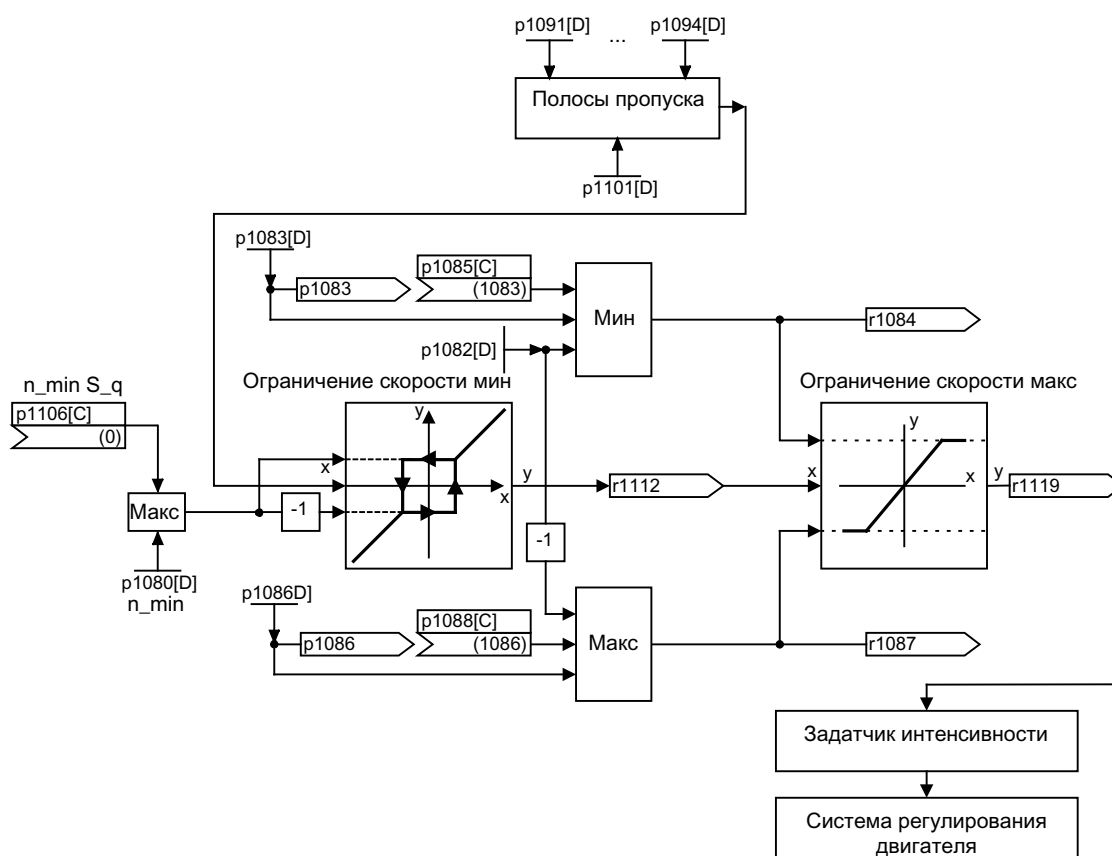 p1091[D] ... p1094[D]
Полосы пропуска
p1101[D]
p1083[D]
p1083
p1085[C]
(1083)
Мин
r1084
p1082[D]
Ограничение скорости мин
Ограничение скорости макс
n_min S_q
p1106[C]
(0)
Макс
p1080[D]
n_min
-1
x
y
x
y
r1112
-1
x
y
x
y
r1119
p1086D]
p1086
p1088[C]
(1086)
Макс
r1087
Задатчик интенсивности
Система регулирования
двигателя